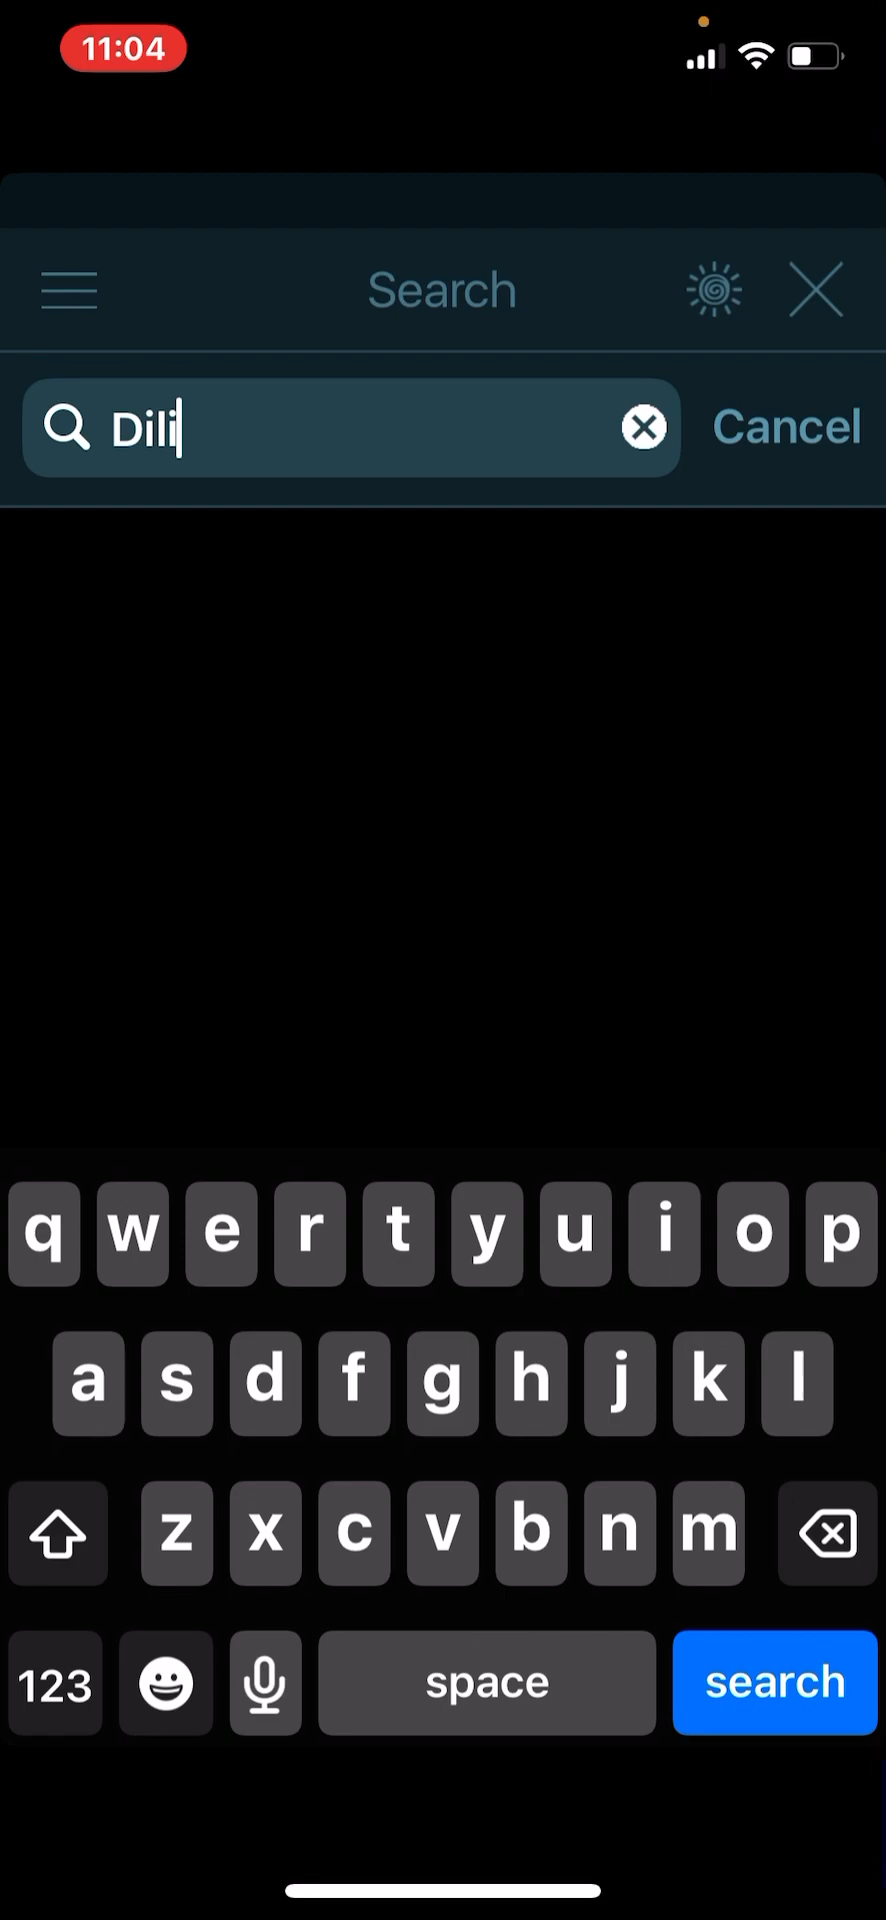 11:04
Search
Dili
Cancel
q w e r t y u i o p
a s d f g h j k l
z x c v b n m
123 space search